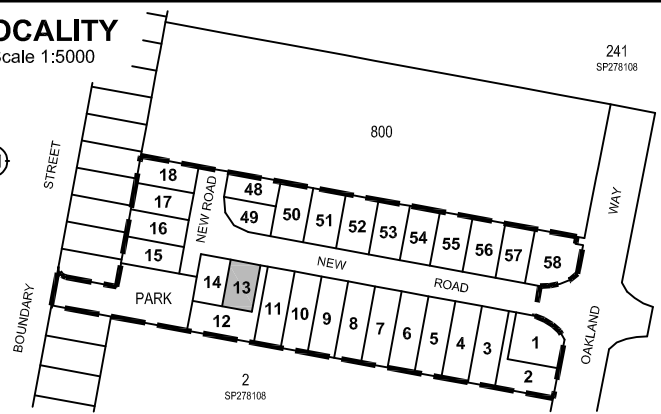 OCALITY
Scale 1:5000
241
SP278108
800
STREET
WAY
18
48
17
NEW ROAD
49
50
51
52
53
54
55
56
57
58
16
15
NEW
ROAD
14
13
PARK
12
11
10
9
8
7
6
5
4
3
1
2
BOUNDARY
OAKLAND
2
SP278108